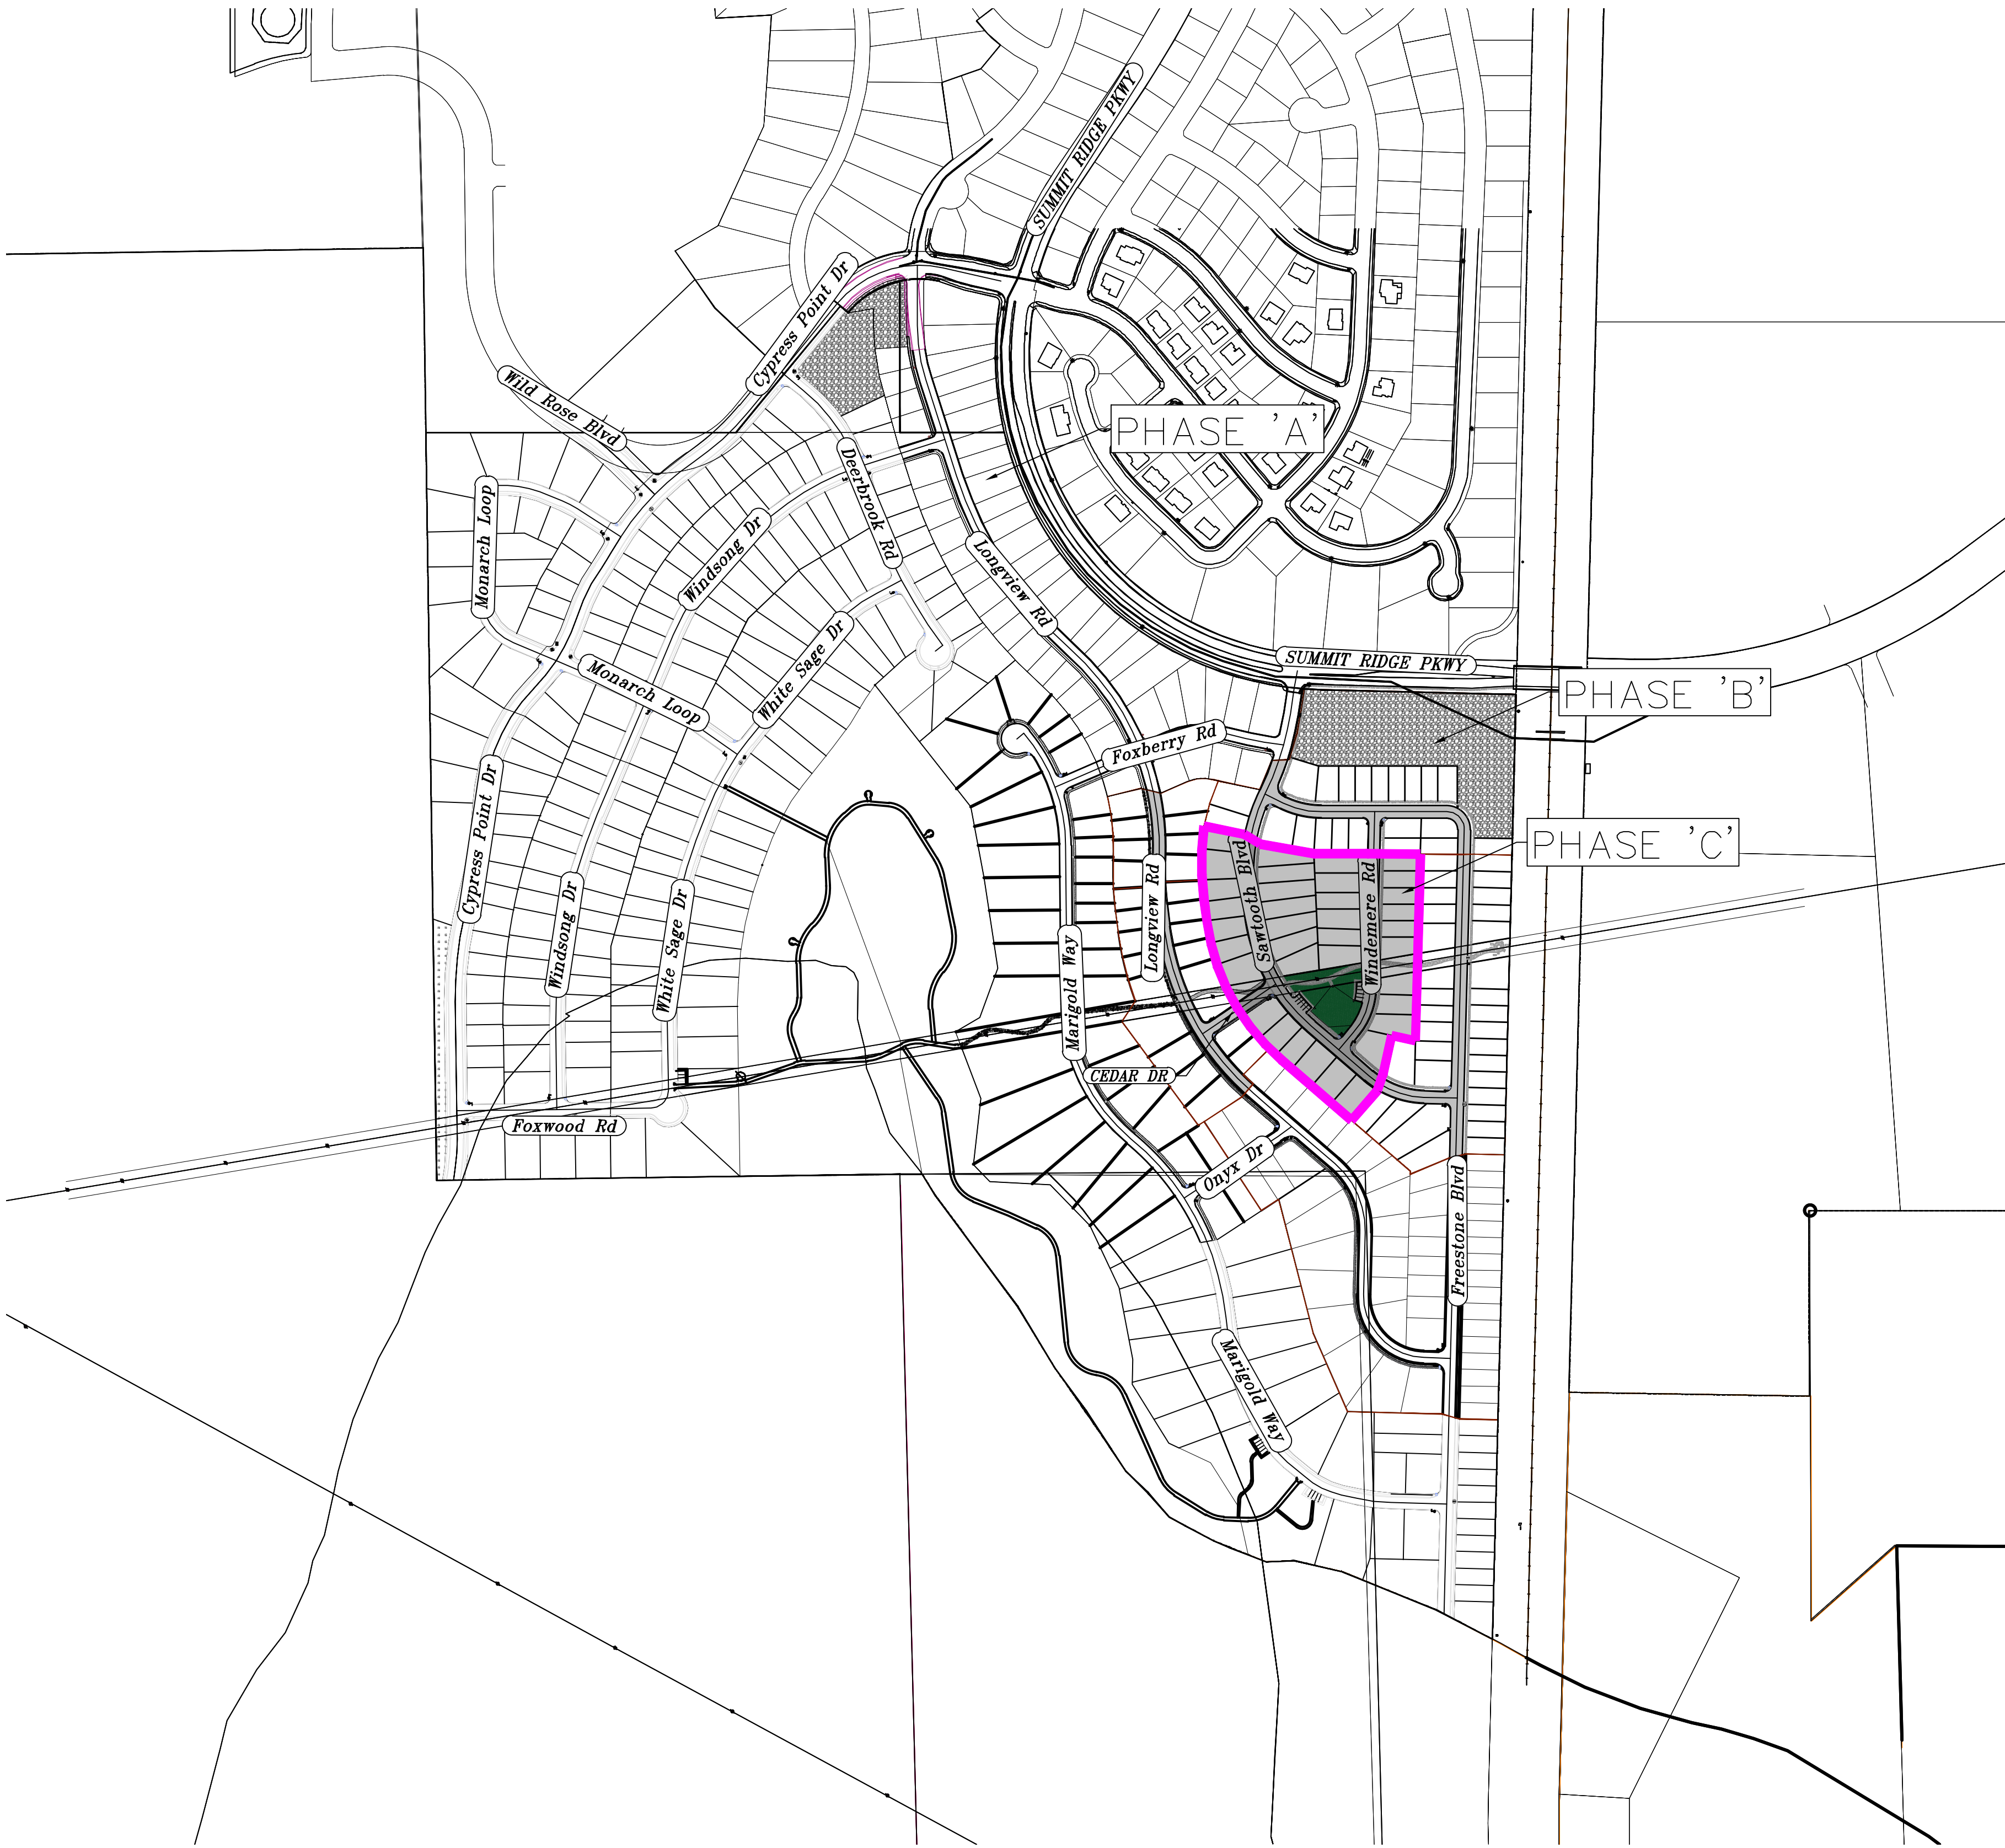 SUMMIT RIDGE PKWY
Cypress Point Dr
Wild Rose Blvd
PHASE 'A'
Deerbrook Rd
Monarch Loop
Windsong Dr
Longview Rd
White Sage Dr
Monarch Loop
SUMMIT RIDGE PKWY
PHASE 'B'
Foxberry Rd
Cypress Point Dr
PHASE 'C'
Sawtooth Blvd
Windemere Rd
Longview Rd
Windsong Dr
White Sage Dr
Marigold Way
CEDAR DR
Foxwood Rd
Onyx Dr
Freestone Blvd
Marigold Way